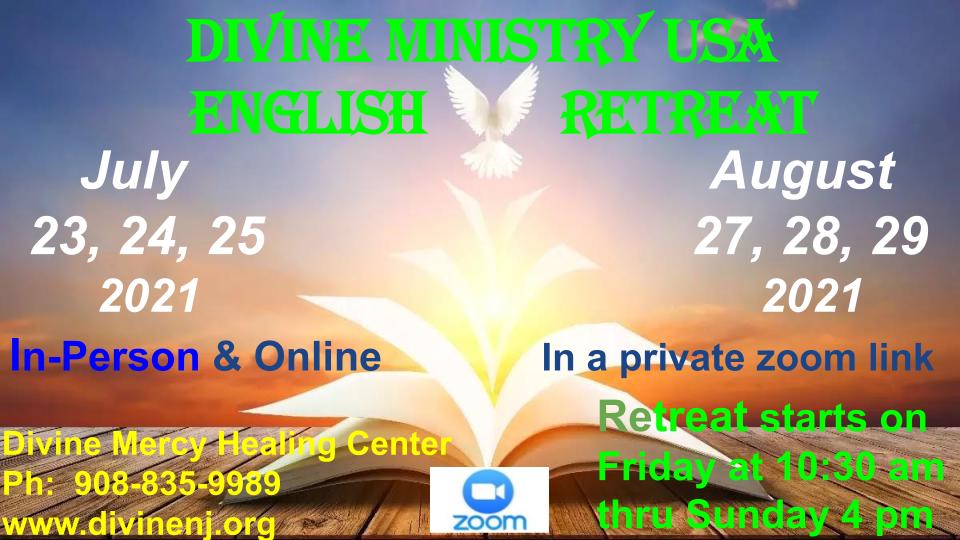 DIVINE MINISTRY USA
ENGLISH RETREAT
July
23, 24, 25
2021
August
27, 28, 29
2021
In-Person & Online
In a private zoom link
Retreat starts on
Friday at 10:30 am
thru Sunday 4 pm
Divine Mercy Healing Center
Ph: 908-835-9989
www.divinenj.org
zoom